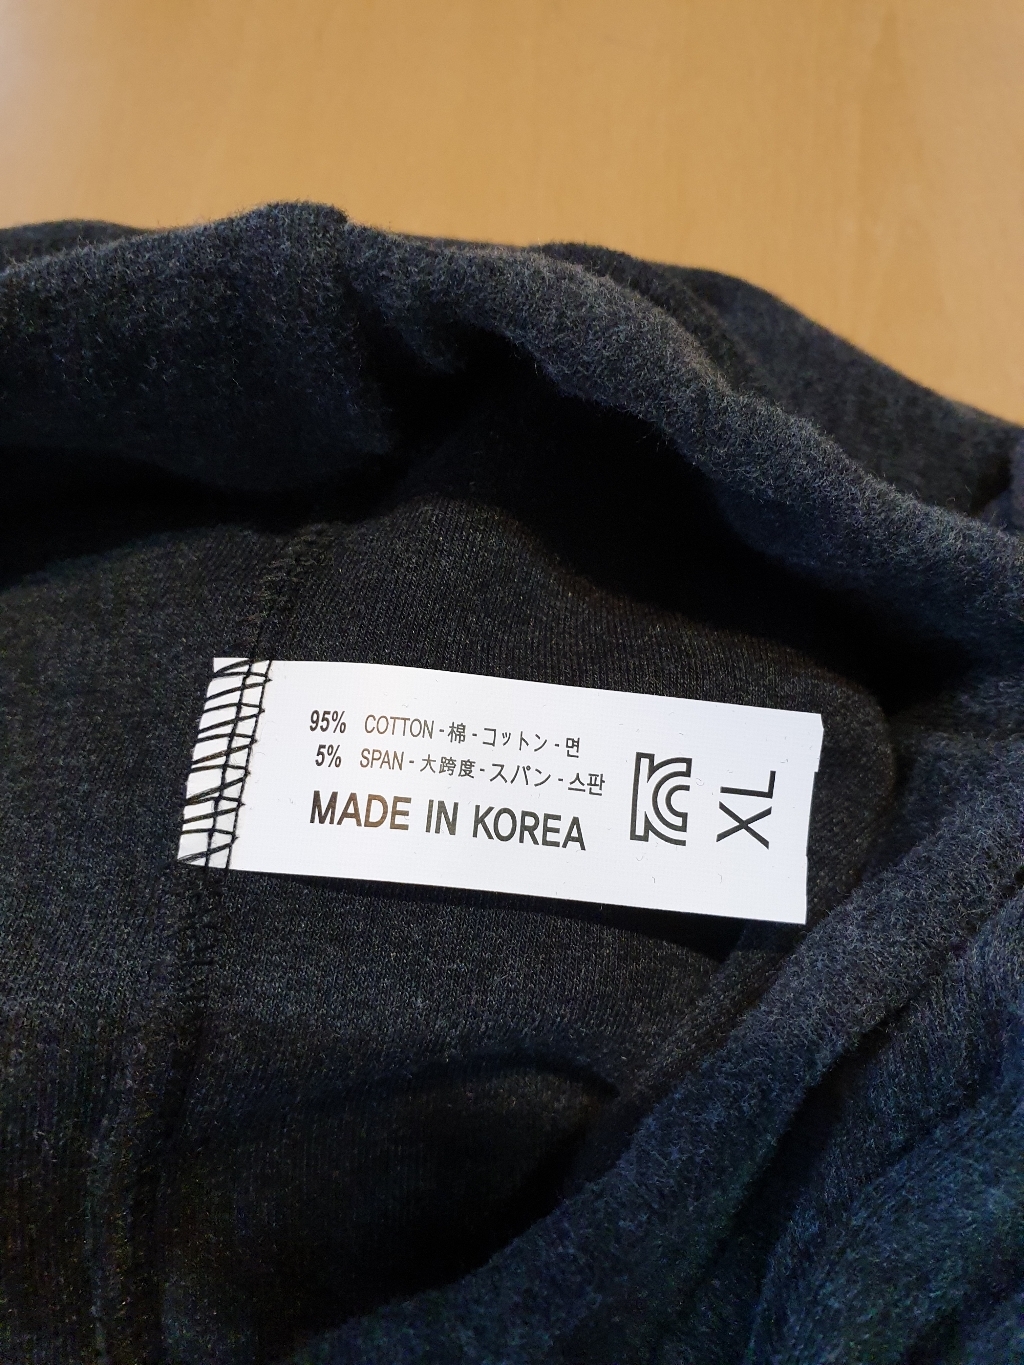 95% COTTON - 棉 - コットン - 면
5% SPAN - 大跨度 - スパン - 스판
MADE IN KOREA
KC
XL